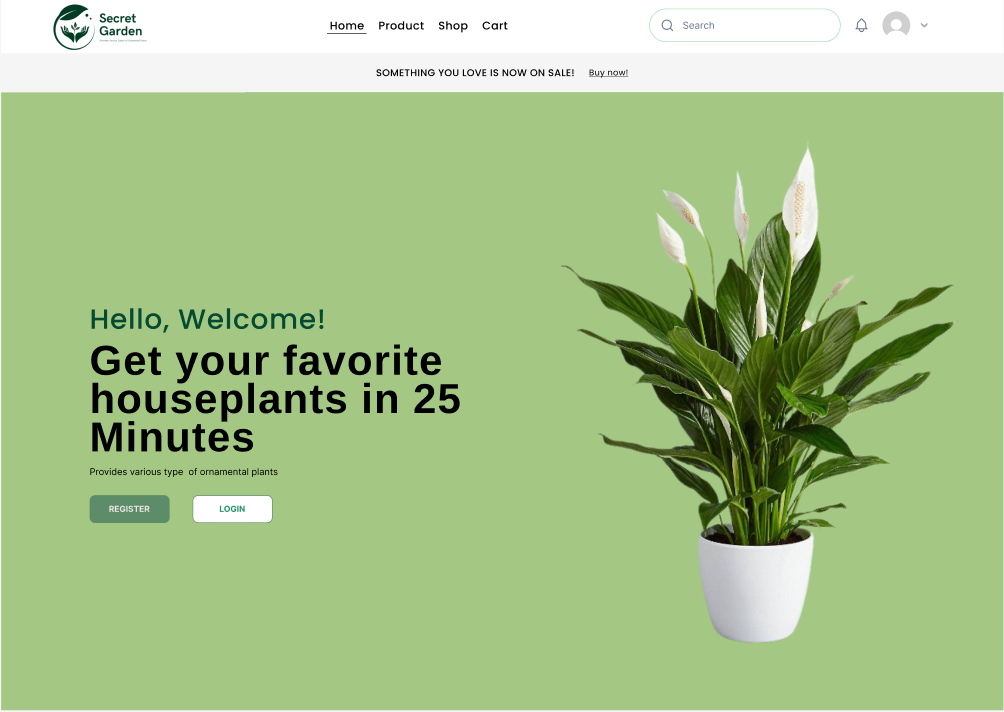 Secret
Garden
Home Product Shop Cart
Search
SOMETHING YOU LOVE IS NOW ON SALE! Buy now!
Hello, Welcome!
Get your favorite
houseplants in 25
Minutes
Provides various type of ornamental plants
REGISTER LOGIN